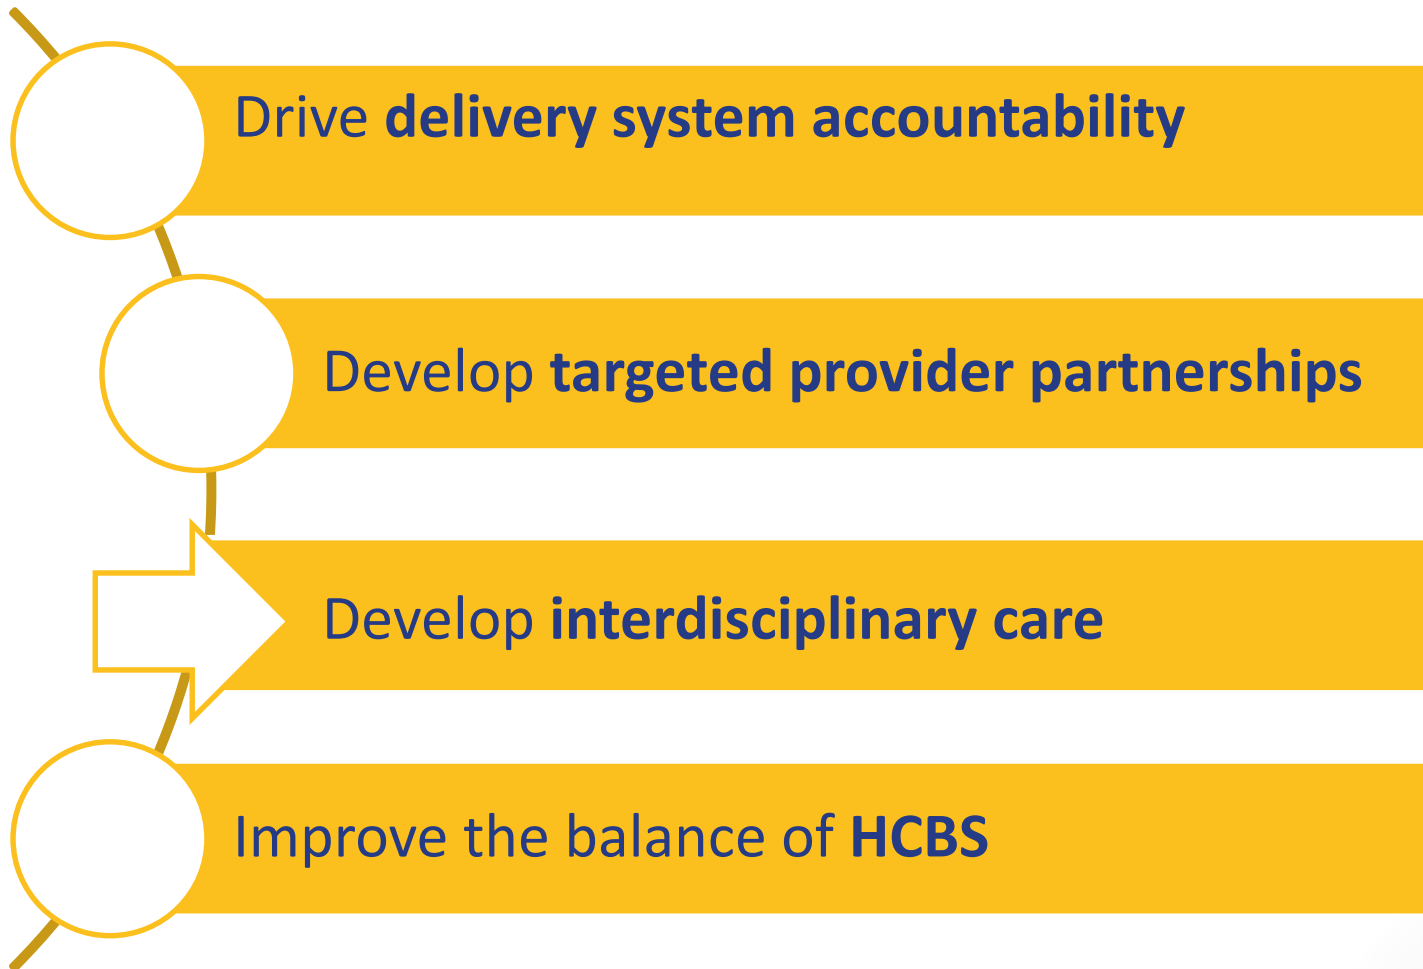 Drive delivery system accountability
Develop targeted provider partnerships
Develop interdisciplinary care
Improve the balance of HCBS